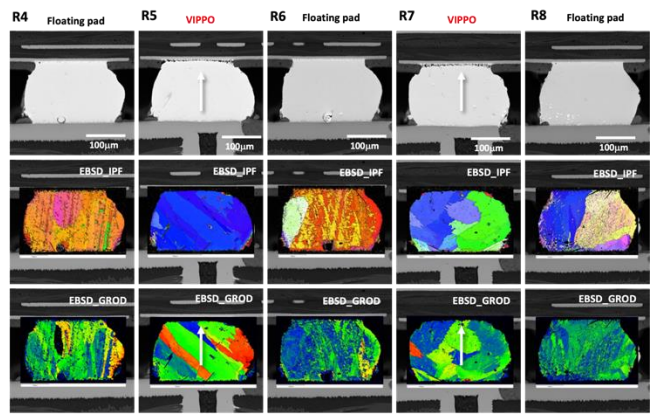 R4 Floating pad
R5 VIPPO
R6 Floating pad
R7 VIPPO
R8 Floating pad
100μm
100μm
100μm
100μm
100μm
EBSD_IPF
EBSD_IPF
EBSD_IPF
EBSD_IPF
EBSD_IPF
EBSD_GROD
EBSD_GROD
EBSD_GROD
EBSD_GROD
EBSD_GROD